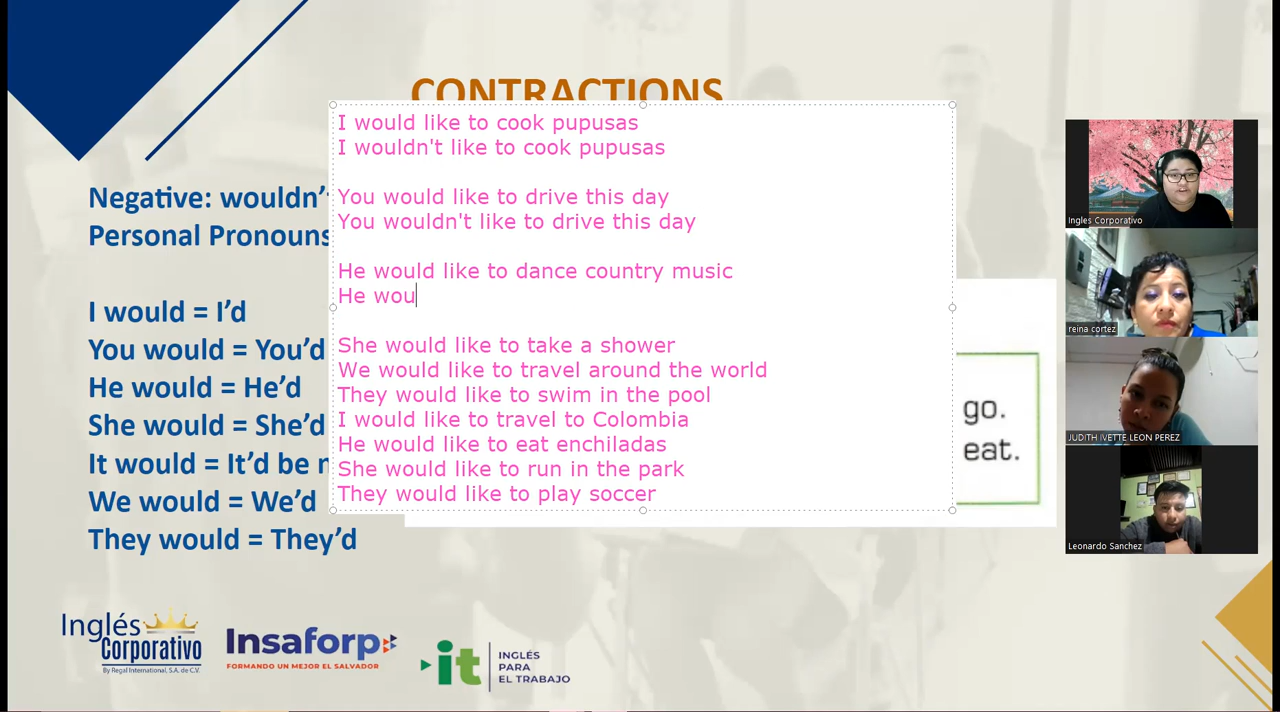 CONTRACTIONS
Negative: wouldn't
Personal Pronouns
I would = I'd
You would = You'd
He would = He'd
She would = She'd
It would = It'd be
We would = We'd
They would = They'd
I would like to cook pupusas
I wouldn't like to cook pupusas
You would like to drive this day
You wouldn't like to drive this day
He would like to dance country music
He wou
She would like to take a shower
We would like to travel around the world
They would like to swim in the pool
I would like to travel to Colombia
He would like to eat enchiladas
She would like to run in the park
They would like to play soccer
go.
eat.
Ingles Corporativo
reina cortez
JUDITH IVETTE LEON PEREZ
Leonardo Sanchez
Inglés
Corporativo
By Regal International, S.A. de C.V.
Insaforp
FORMANDO UN MEJOR EL SALVADOR
it
INGLÉS
PARA
EL TRABAJO